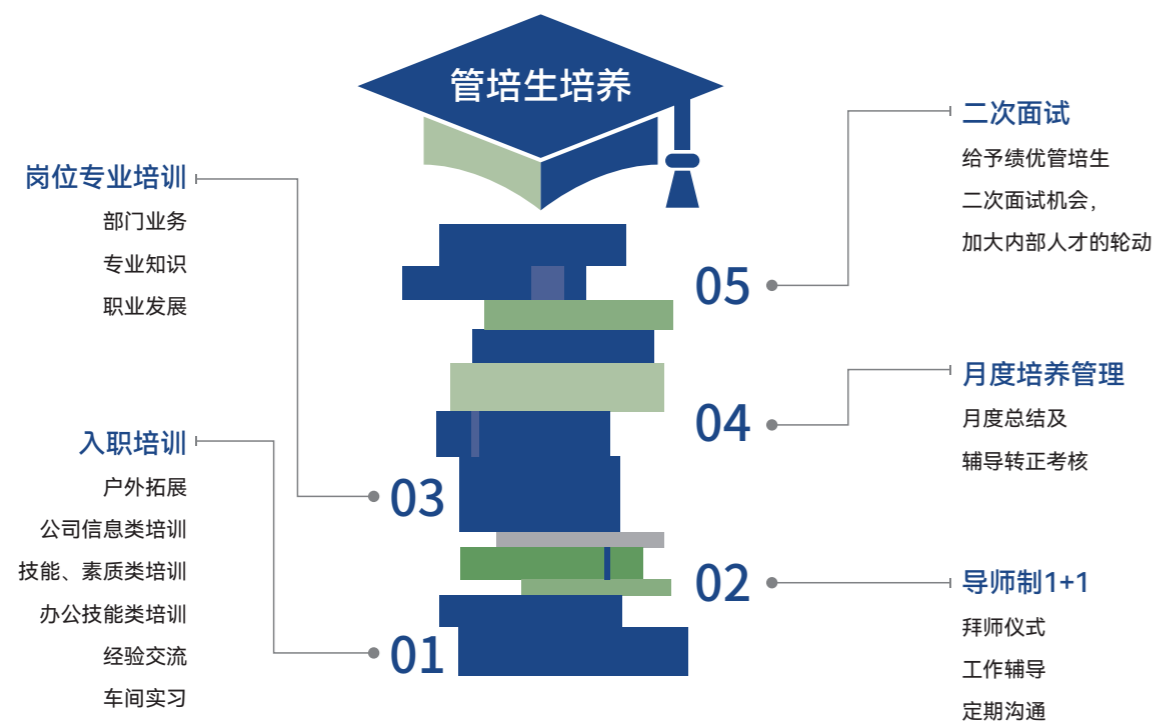 管培生培养
岗位专业培训
部门业务
专业知识
职业发展
入职培训
户外拓展
公司信息类培训
技能、素质类培训
办公技能类培训
经验交流
车间实习
05
04
03
02
01
二次面试
给予绩优管培生
二次面试机会，
加大内部人才的轮动
月度培养管理
月度总结及
辅导转正考核
导师制1+1
拜师仪式
工作辅导
定期沟通